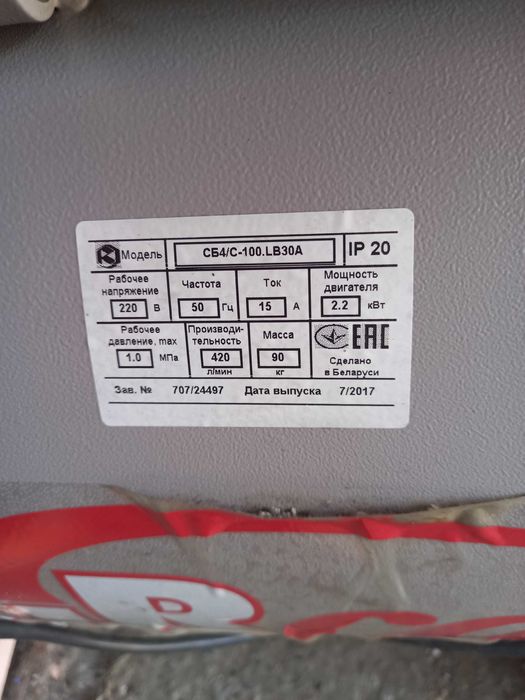 Модель СБ4/С-100.LB30A IP 20
Рабочее напряжение 220 В
Частота 50 Гц
Ток 15 А
Мощность двигателя 2.2 кВт
Рабочее давление, max 1.0 МПа
Производи-
тельность 420 л/мин
Масса 90 кг
EAC
Сделано
в Беларуси
Зав. № 707/24497 Дата выпуска 7/2017